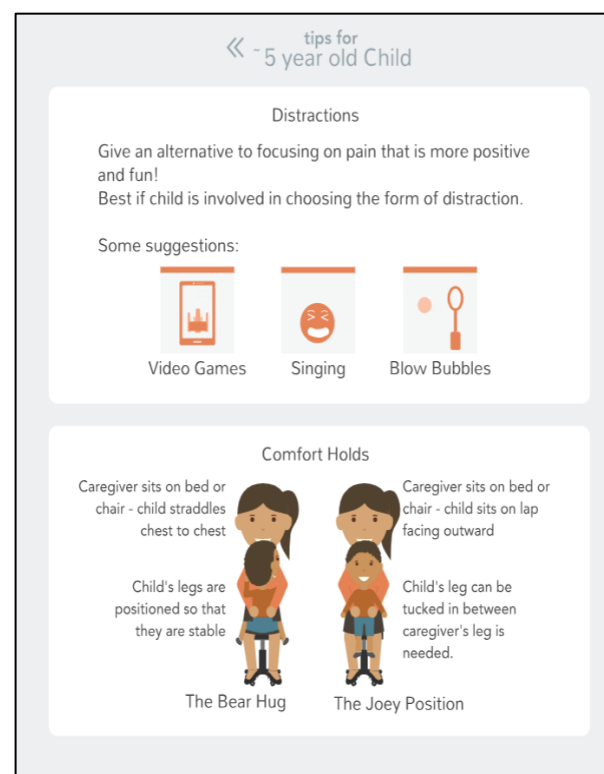 tips for
« - 5 year old Child
Distractions
Give an alternative to focusing on pain that is more positive
and fun!
Best if child is involved in choosing the form of distraction.
Some suggestions:
Video Games
Singing
Blow Bubbles
Comfort Holds
Caregiver sits on bed or
chair - child straddles
chest to chest
Child's legs are
positioned so that
they are stable
The Bear Hug
Caregiver sits on bed or
chair - child sits on lap
facing outward
Child's leg can be
tucked in between
caregiver's leg is
needed.
The Joey Position